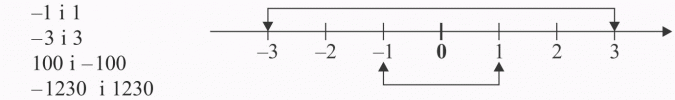 –1 i 1
–3 i 3
100 i –100
–1230 i 1230
–3 –2 –1 0 1 2 3